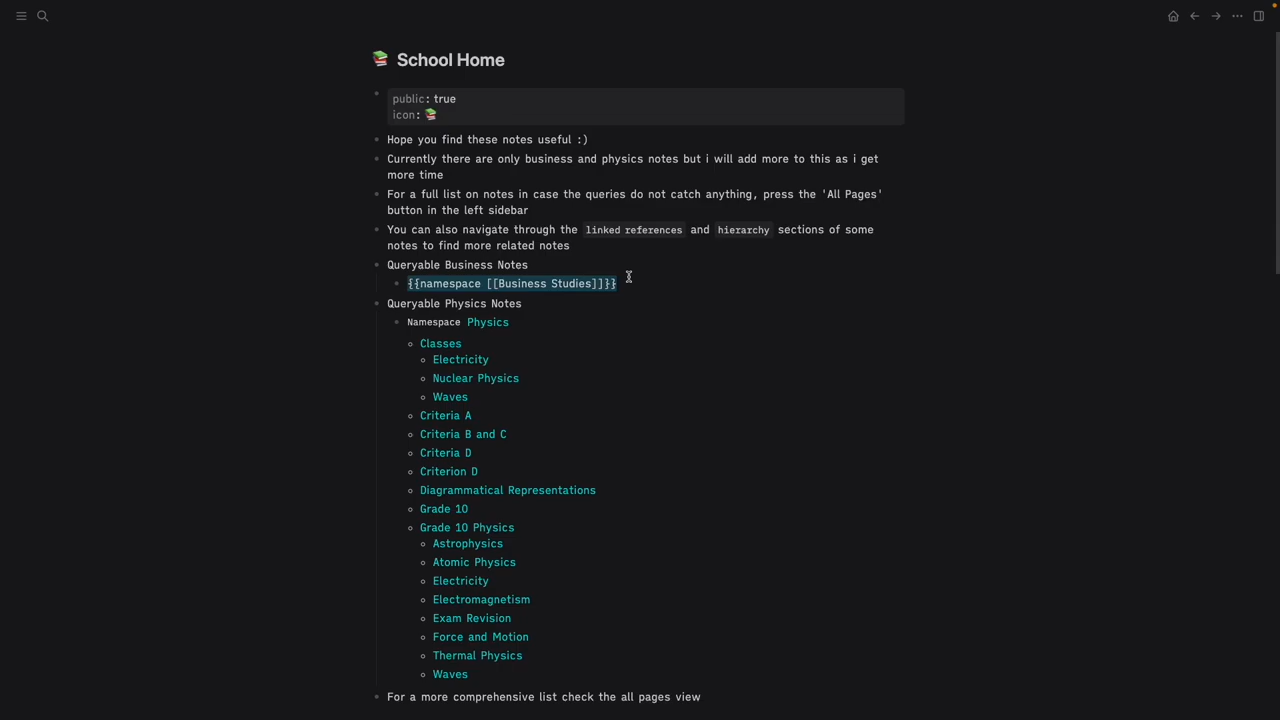 School Home
public: true
icon:
Hope you find these notes useful :)
Currently there are only business and physics notes but i will add more to this as i get
more time
For a full list on notes in case the queries do not catch anything, press the 'All Pages'
button in the left sidebar
You can also navigate through the linked references and hierarchy sections of some
notes to find more related notes
Queryable Business Notes
{{namespace [[Business Studies]]}}
Queryable Physics Notes
Namespace Physics
Classes
Electricity
Nuclear Physics
Waves
Criteria A
Criteria B and C
Criteria D
Criterion D
Diagrammatical Representations
Grade 10
Grade 10 Physics
Astrophysics
Atomic Physics
Electricity
Electromagnetism
Exam Revision
Force and Motion
Thermal Physics
Waves
For a more comprehensive list check the all pages view